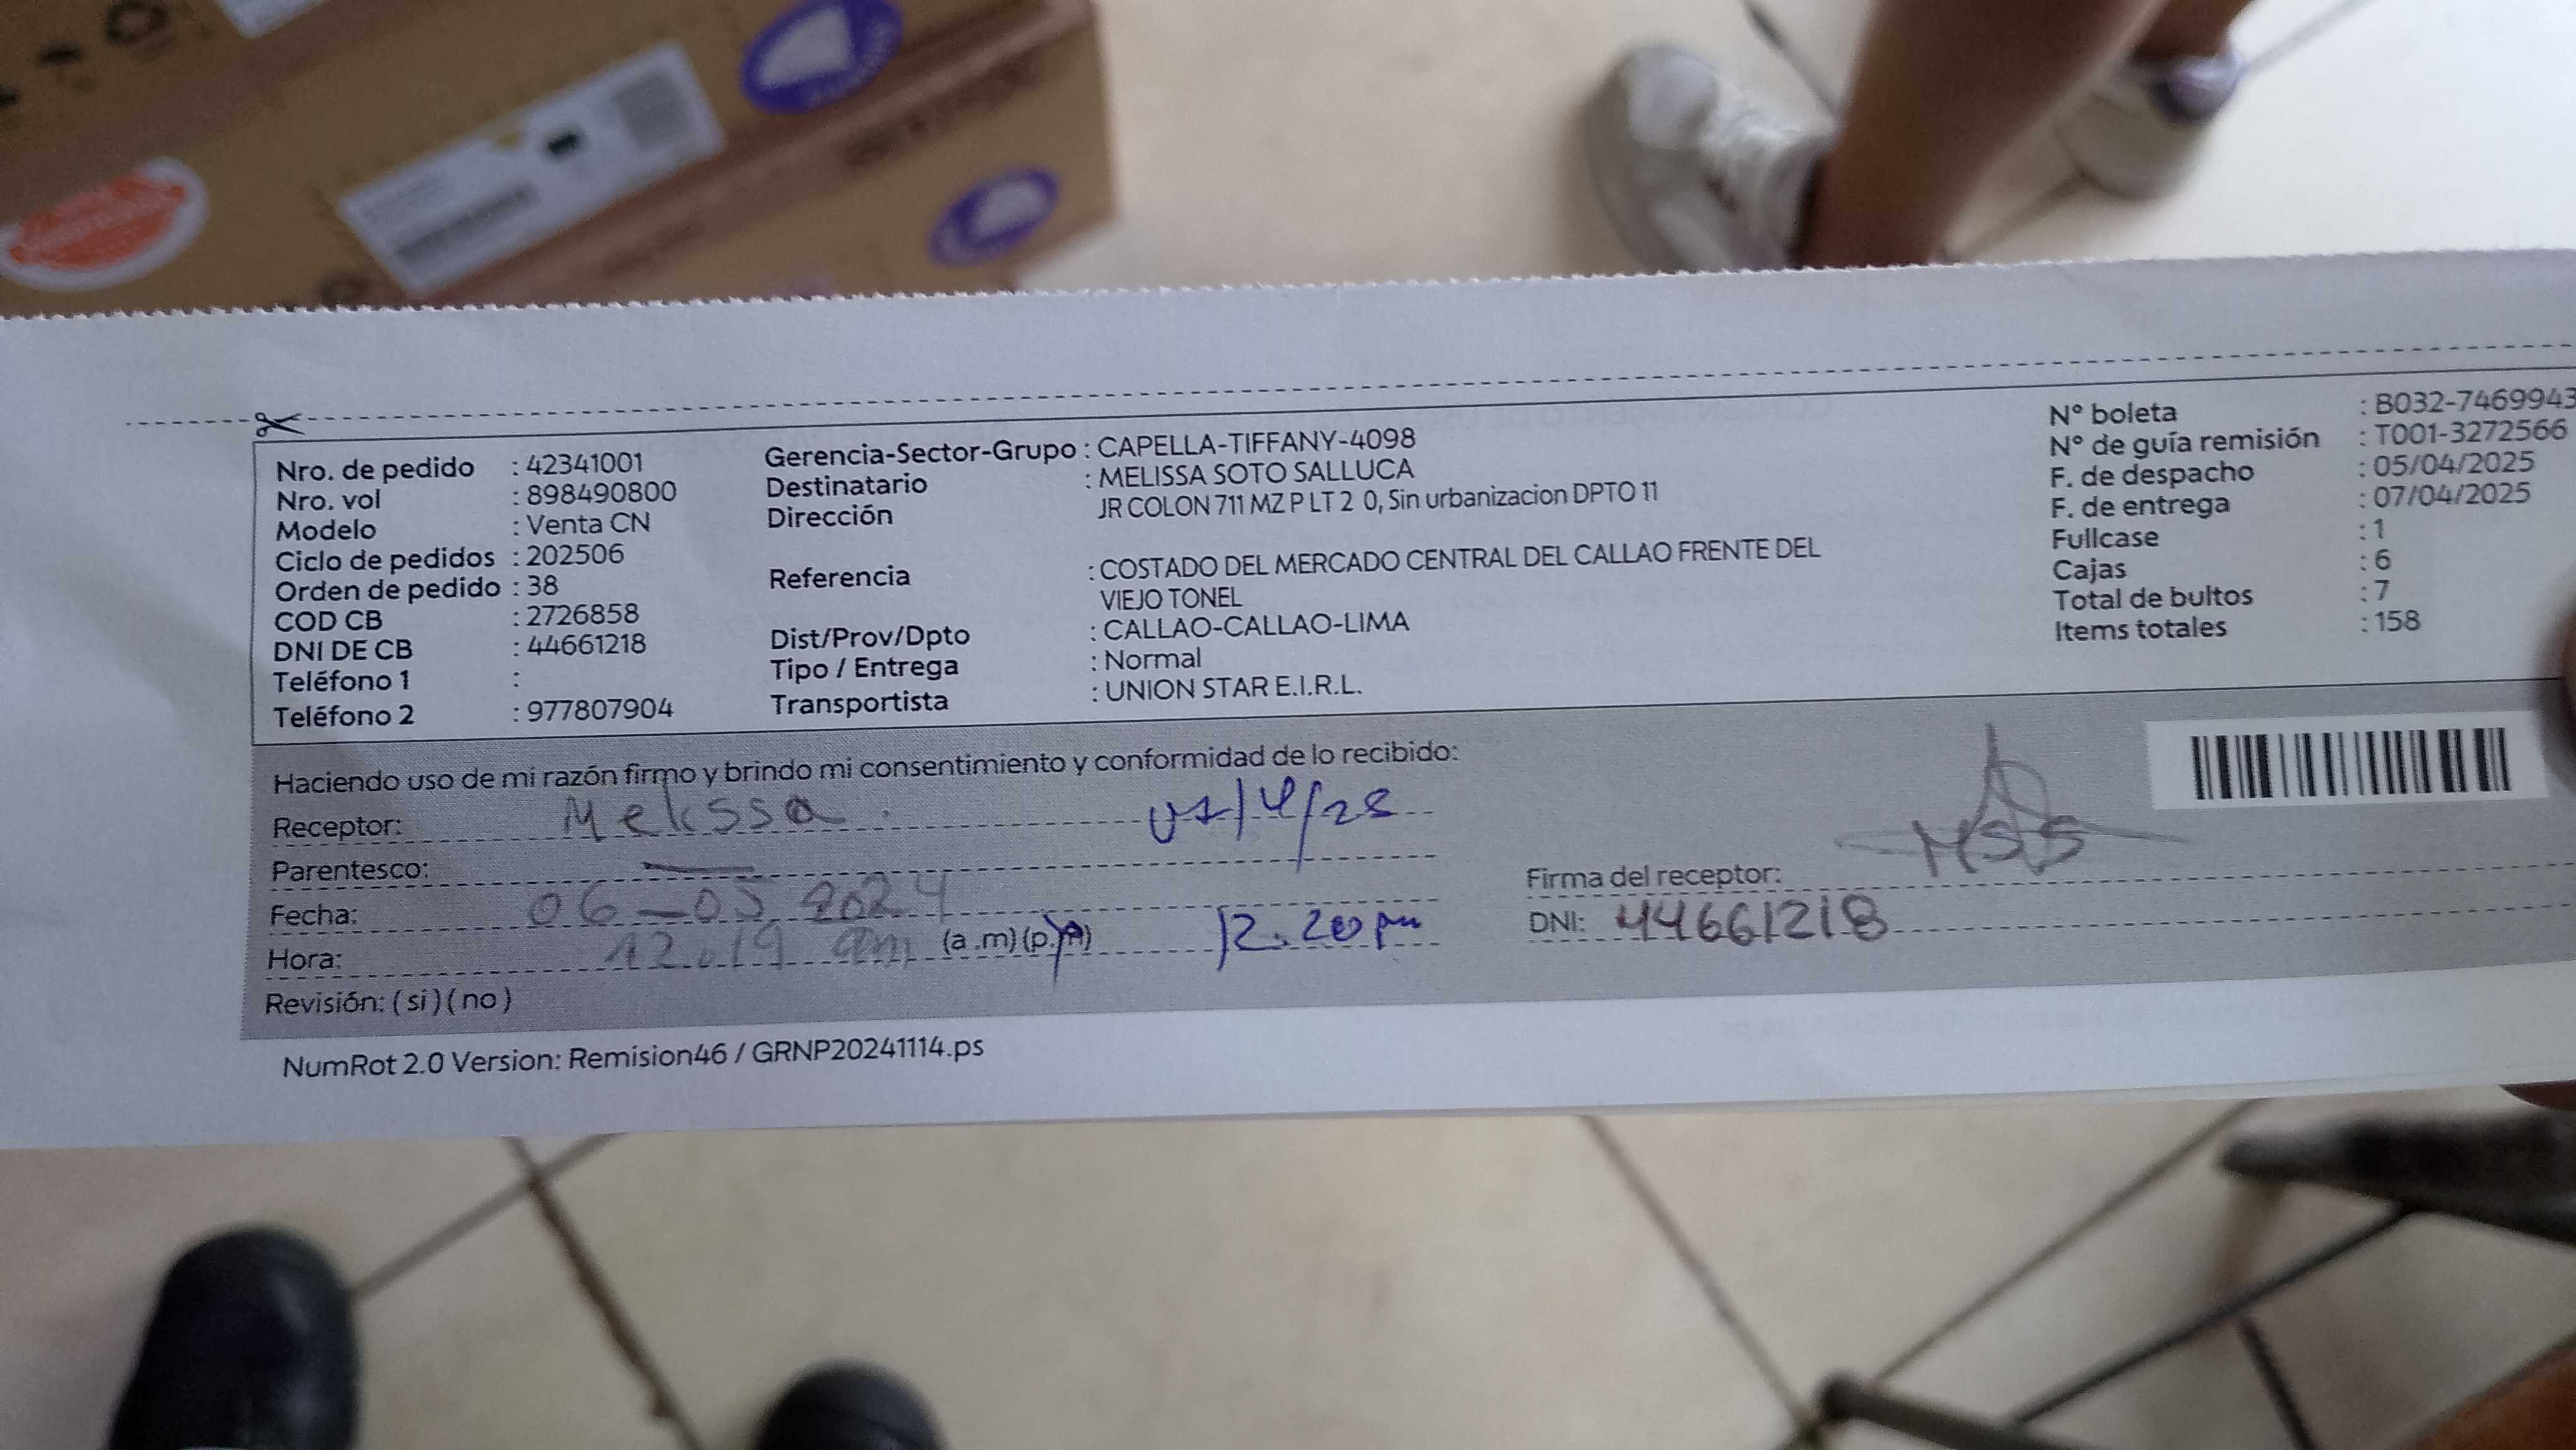 Nro. de pedido : 42341001
Nro. vol : 898490800
Modelo : Venta CN
Ciclo de pedidos : 202506
Orden de pedido : 38
COD CB : 2726858
DNI DE CB : 44661218
Teléfono 1 :
Teléfono 2 : 977807904
Gerencia-Sector-Grupo : CAPELLA-TIFFANY-4098
Destinatario : MELISSA SOTO SALLUCA
Dirección JR COLON 711 MZ P LT 2 0, Sin urbanizacion DPTO 11
Referencia : COSTADO DEL MERCADO CENTRAL DEL CALLAO FRENTE DEL
VIEJO TONEL
Dist/Prov/Dpto : CALLAO-CALLAO-LIMA
Tipo / Entrega : Normal
Transportista : UNION STAR E.I.R.L.
N° boleta : B032-7469943
N° de guía remisión : T001-3272566
F. de despacho : 05/04/2025
F. de entrega : 07/04/2025
Fullcase : 1
Cajas : 6
Total de bultos : 7
Items totales : 158
Haciendo uso de mi razón firmo y brindo mi consentimiento y conformidad de lo recibido:
Receptor: Melissa.
Parentesco: —
Fecha: 06-05 2024
Hora: 12.19 am (a .m) (p. 12.20 pm
Revisión: ( si ) ( no )
Firma del receptor: MSS
DNI: 44661218
NumRot 2.0 Version: Remision46 / GRNP20241114.ps